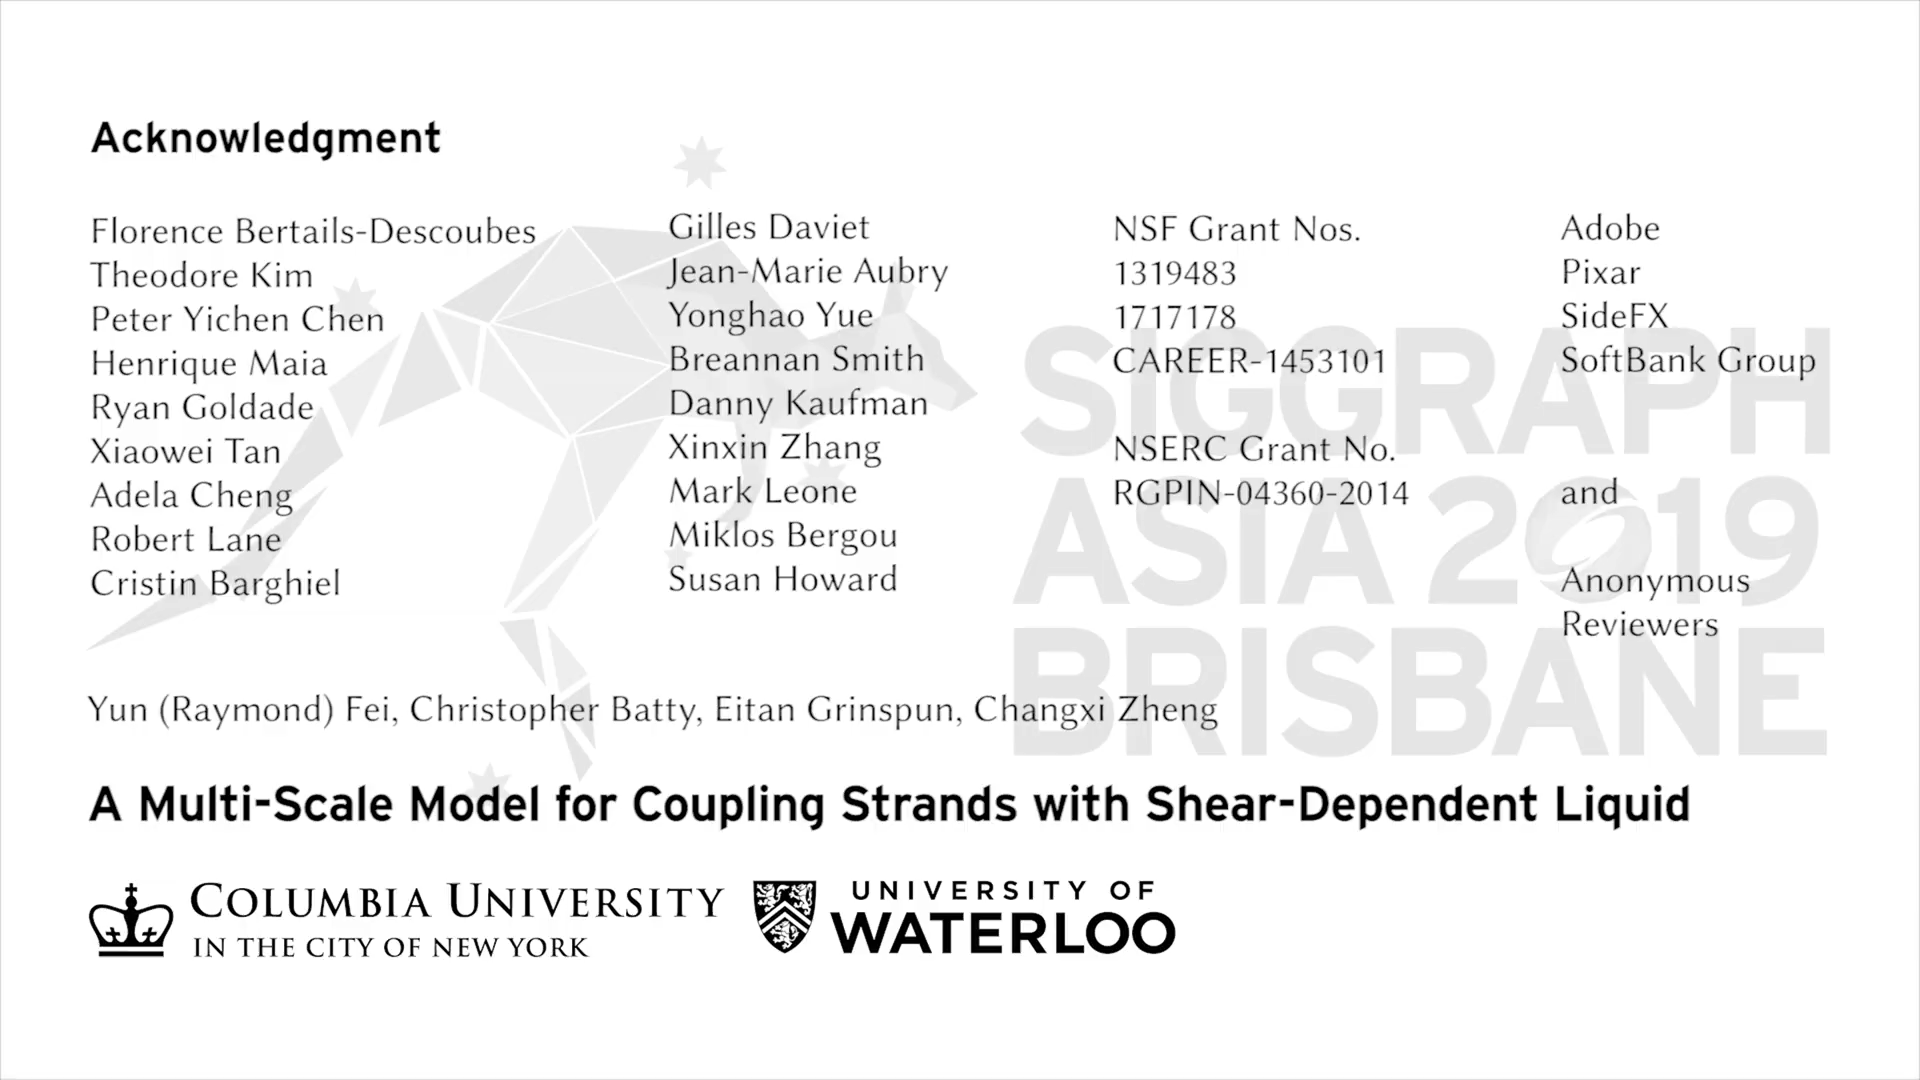 Acknowledgment
Florence Bertails-Descoubes
Theodore Kim
Peter Yichen Chen
Henrique Maia
Ryan Goldade
Xiaowei Tan
Adela Cheng
Robert Lane
Cristin Barghiel
Gilles Daviet
Jean-Marie Aubry
Yonghao Yue
Breannan Smith
Danny Kaufman
Xinxin Zhang
Mark Leone
Miklos Bergou
Susan Howard
NSF Grant Nos.
1319483
1717178
CAREER-1453101
NSERC Grant No.
RGPIN-04360-2014
Adobe
Pixar
SideFX
SoftBank Group
and
Anonymous
Reviewers
SIGGRAPH
ASIA 2019
BRISBANE
Yun (Raymond) Fei, Christopher Batty, Eitan Grinspun, Changxi Zheng
A Multi-Scale Model for Coupling Strands with Shear-Dependent Liquid
COLUMBIA UNIVERSITY
IN THE CITY OF NEW YORK
UNIVERSITY OF
WATERLOO